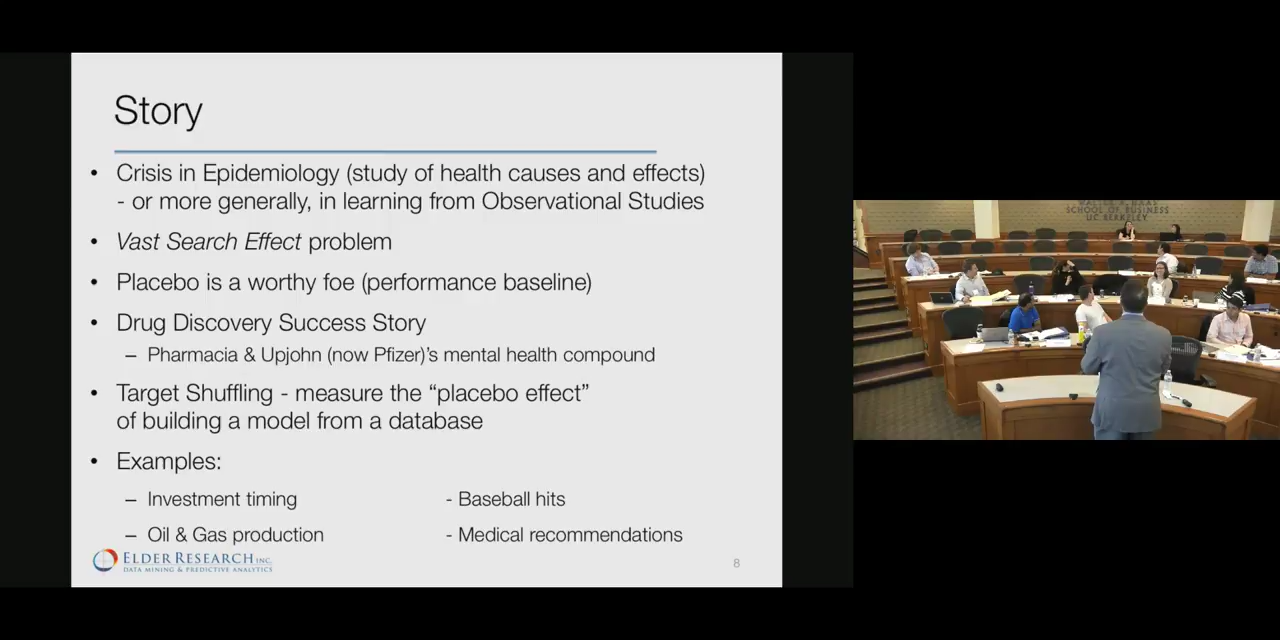 Story
• Crisis in Epidemiology (study of health causes and effects)
- or more generally, in learning from Observational Studies
• Vast Search Effect problem
• Placebo is a worthy foe (performance baseline)
• Drug Discovery Success Story
– Pharmacia & Upjohn (now Pfizer)'s mental health compound
• Target Shuffling - measure the “placebo effect”
of building a model from a database
• Examples:
– Investment timing - Baseball hits
– Oil & Gas production - Medical recommendations
ELDER RESEARCH INC.
DATA MINING & PREDICTIVE ANALYTICS
8
WALTER A. HAAS
SCHOOL OF BUSINESS
UC BERKELEY